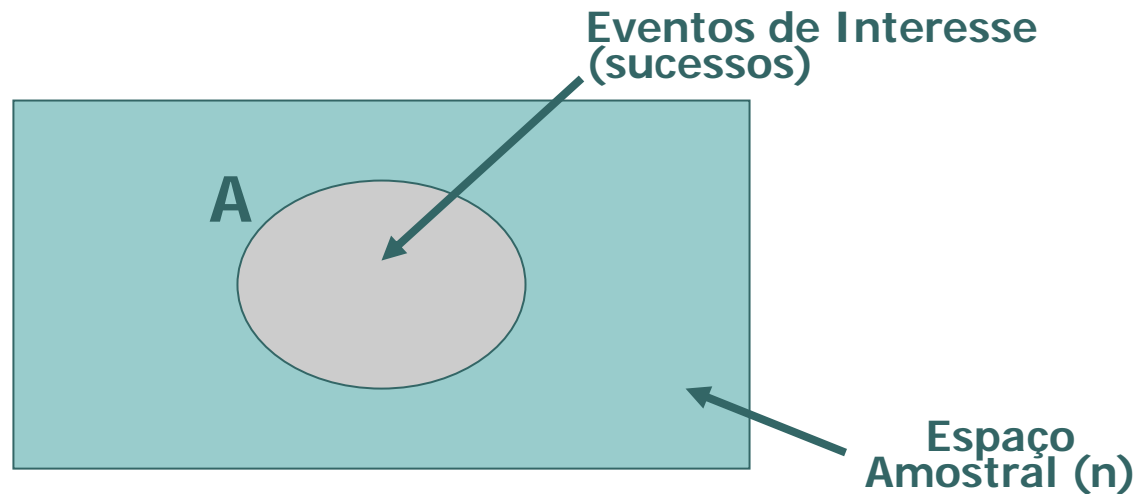 Eventos de Interesse
(sucessos)
A
Espaço
Amostral (n)